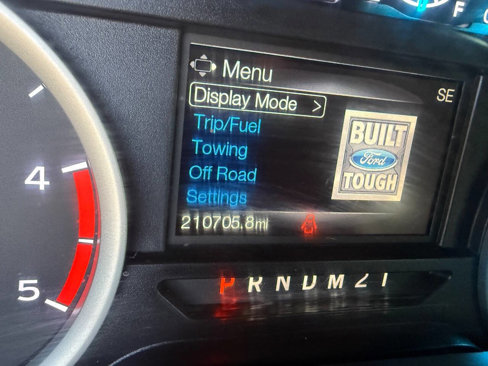 F
Menu
SE
Display Mode >
Trip/Fuel
Towing
Off Road
Settings
BUILT
Ford
TOUGH
210705.8mi
4
5
P R N D M 2 1